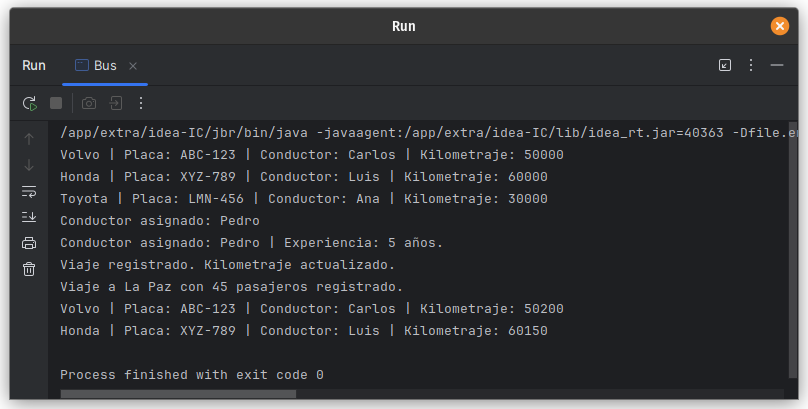 Run
Run Bus
/app/extra/idea-IC/jbr/bin/java -javaagent:/app/extra/idea-IC/lib/idea_rt.jar=40363
Volvo | Placa: ABC-123 | Conductor: Carlos | Kilometraje: 50000
Honda | Placa: XYZ-789 | Conductor: Luis | Kilometraje: 60000
Toyota | Placa: LMN-456 | Conductor: Ana | Kilometraje: 30000
Conductor asignado: Pedro
Conductor asignado: Pedro | Experiencia: 5 años.
Viaje registrado. Kilometraje actualizado.
Viaje a La Paz con 45 pasajeros registrado.
Volvo | Placa: ABC-123 | Conductor: Carlos | Kilometraje: 50200
Honda | Placa: XYZ-789 | Conductor: Luis | Kilometraje: 60150
Process finished with exit code 0